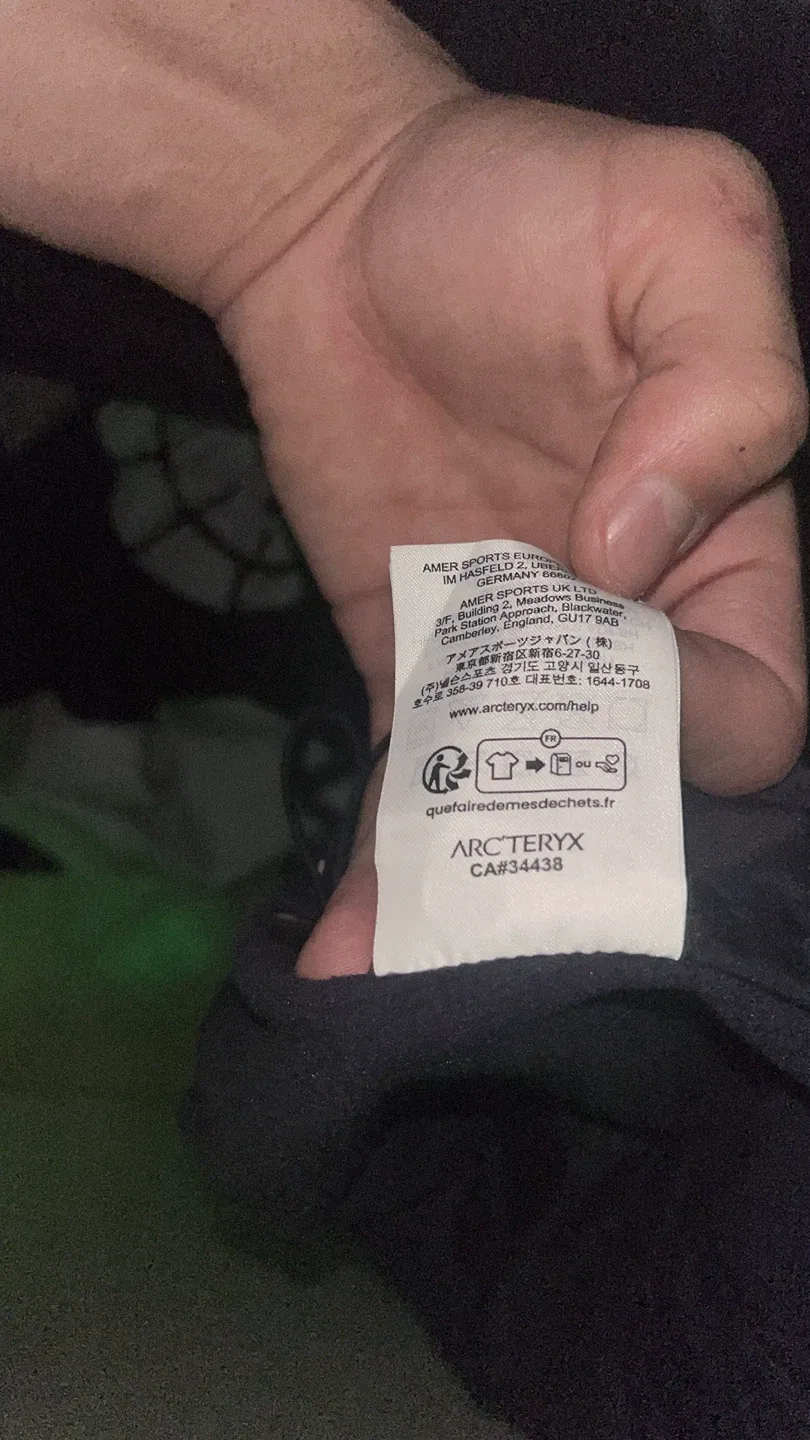 AMER SPORTS EURO
IM HASFELD 2,
GERMANY
AMER SPORTS UK LTD
3/F, Building 2, Meadows Business
Park Station Approach, Blackwater,
Camberley, England, GU17 9AB
アメアスポーツジャパン ( 株)
東京都新宿区新宿6-27-30
(주)넬슨스포츠 경기도 고양시 일산동구
호수로 358-39 710호 대표번호: 1644-1708
www.arcteryx.com/help
FR
OU
quefairedemesdechets.fr
ARC'TERYX
CA#34438